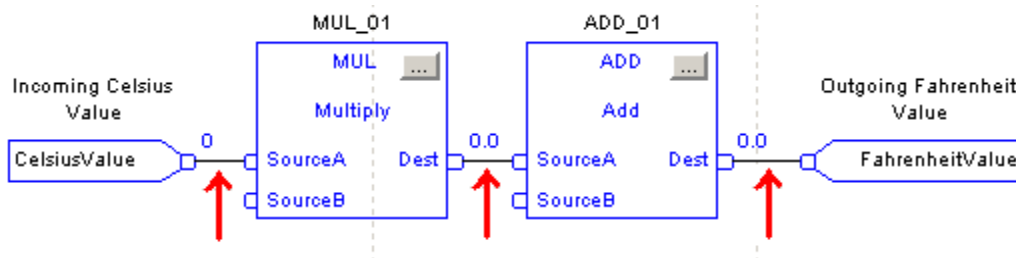 MUL_01
ADD_01
MUL
...
ADD
...
Incoming Celsius
Value
Multiply
Add
Outgoing Fahrenheit
Value
0
0.0
0.0
CelsiusValue
SourceA
Dest
SourceA
Dest
FahrenheitValue
SourceB
SourceB